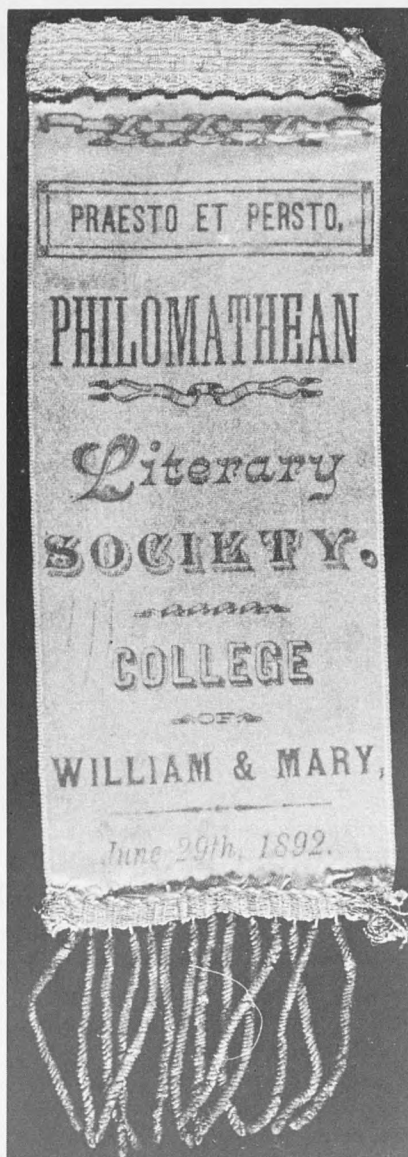 PRAESTO ET PERSTO,
PHILOMATHEAN
Literary
SOCIETY.
COLLEGE
OF
WILLIAM & MARY,
June 29th, 1892.